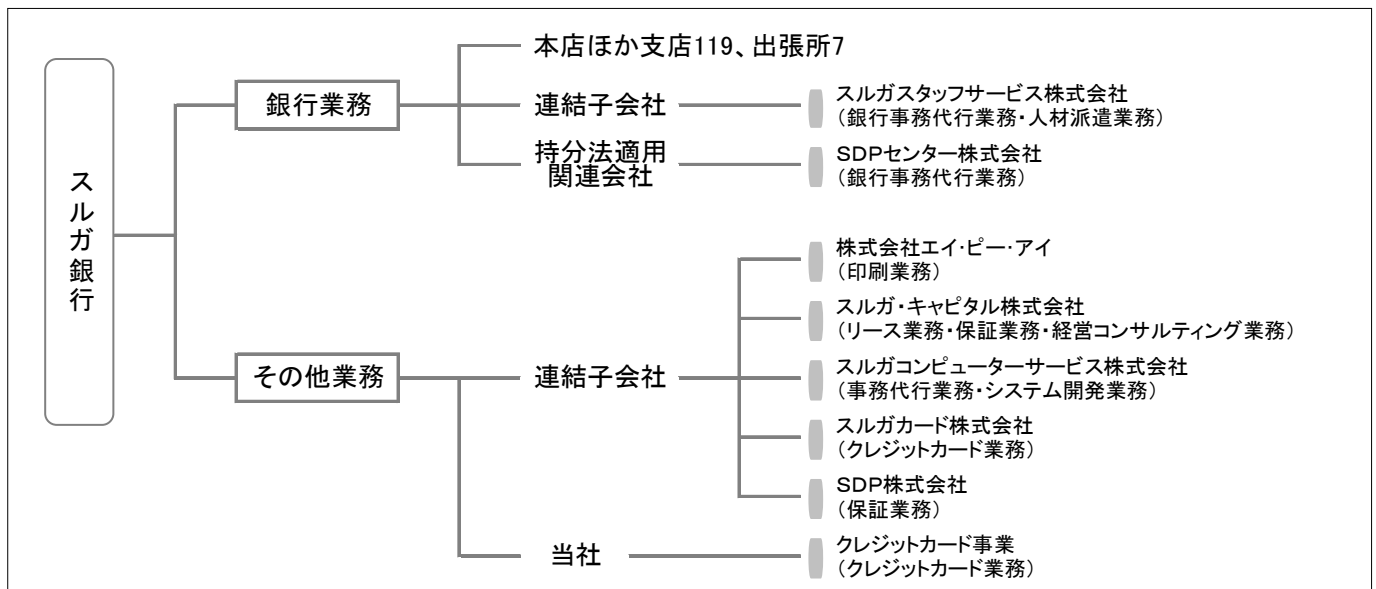 スルガ銀行
銀行業務
本店ほか支店119、出張所7
連結子会社
スルガスタッフサービス株式会社
（銀行事務代行業務・人材派遣業務）
持分法適用
関連会社
SDPセンター株式会社
（銀行事務代行業務）
その他業務
連結子会社
株式会社エイ・ピー・アイ
（印刷業務）
スルガ・キャピタル株式会社
（リース業務・保証業務・経営コンサルティング業務）
スルガコンピューターサービス株式会社
（事務代行業務・システム開発業務）
スルガカード株式会社
（クレジットカード業務）
SDP株式会社
（保証業務）
当社
クレジットカード事業
（クレジットカード業務）